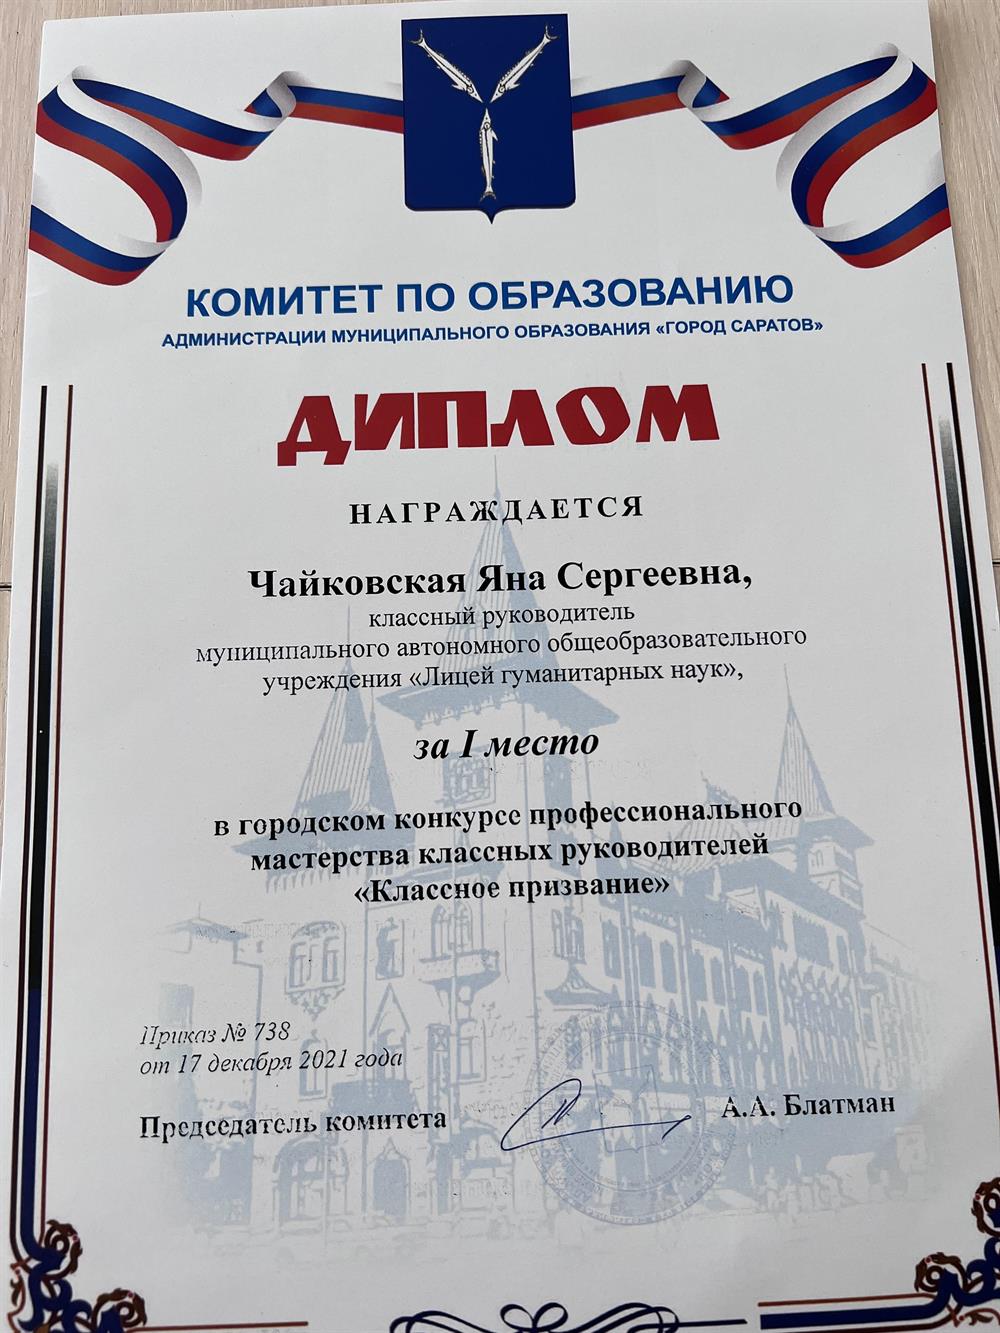 КОМИТЕТ ПО ОБРАЗОВАНИЮ
АДМИНИСТРАЦИИ МУНИЦИПАЛЬНОГО ОБРАЗОВАНИЯ «ГОРОД САРАТОВ»
ДИПЛОМ
НАГРАЖДАЕТСЯ
Чайковская Яна Сергеевна,
классный руководитель
муниципального автономного общеобразовательного
учреждения «Лицей гуманитарных наук»,
за I место
в городском конкурсе профессионального
мастерства классных руководителей
«Классное призвание»
Приказ № 738
от 17 декабря 2021 года
Председатель комитета
А.А. Блатман